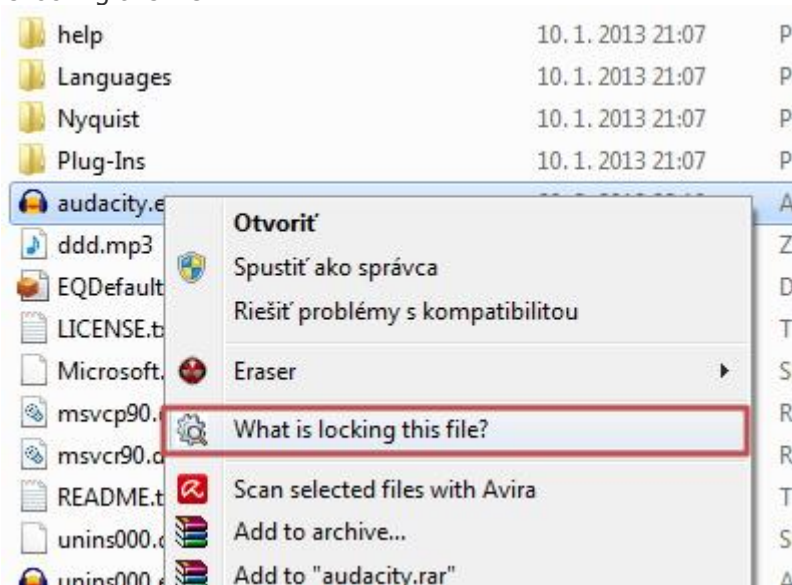 help 10. 1. 2013 21:07 P
Languages 10. 1. 2013 21:07 P
Nyquist 10. 1. 2013 21:07 P
Plug-Ins 10. 1. 2013 21:07 P
audacity.e A
Otvoriť
ddd.mp3 Z
Spustiť ako správca
EQDefault D
Riešiť problémy s kompatibilitou
LICENSE.t T
Microsoft. S
Eraser
msvcp90. R
What is locking this file?
msvcr90.d R
README.t T
Scan selected files with Avira
Add to archive...
unins000. S
Add to "audacity.rar"
unins000.e A